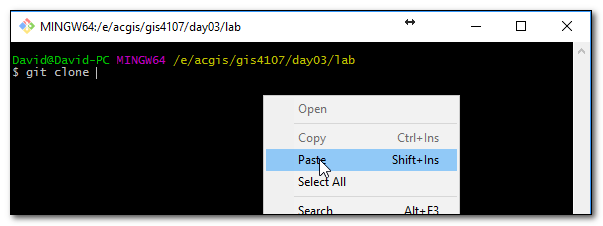 MINGW64:/e/acgis/gis4107/day03/lab
David@David-PC MINGW64 /e/acgis/gis4107/day03/lab
$ git clone
Open
Copy Ctrl+Ins
Paste Shift+Ins
Select All
Search Alt+F3